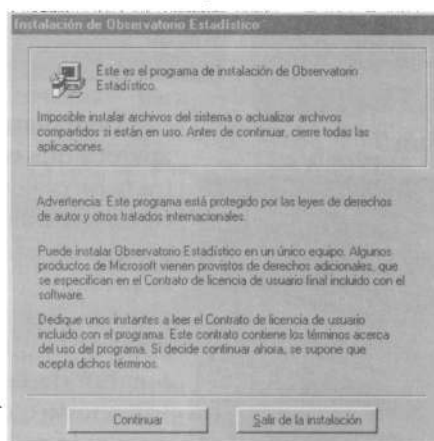 Instalación de Observatorio Estadístico
Éste es el programa de instalación de Observatorio
Estadístico.
Imposible instalar archivos del sistema o actualizar archivos
compartidos si están en uso. Antes de continuar, cierre todas las
aplicaciones.
Advertencia: Este programa está protegido por las leyes de derechos
de autor y otros tratados internacionales.
Puede instalar Observatorio Estadístico en un único equipo. Algunos
productos de Microsoft vienen provistos de derechos adicionales, que
se especifican en el Contrato de licencia de usuario final incluido con el
software.
Dedique unos instantes a leer el Contrato de licencia de usuario
incluido con el programa. Este contrato contiene los términos acerca
del uso del programa. Si decide continuar ahora, se supone que
acepta dichos términos.
Continuar
Salir de la instalación